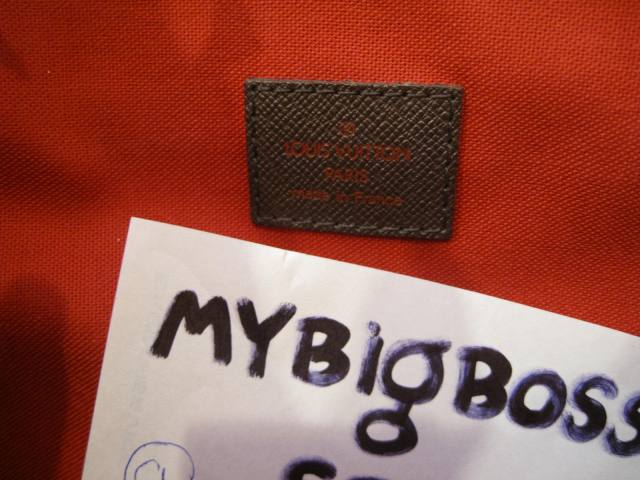 ®
LOUIS VUITTON
PARIS
made in France
MYBigBOSS